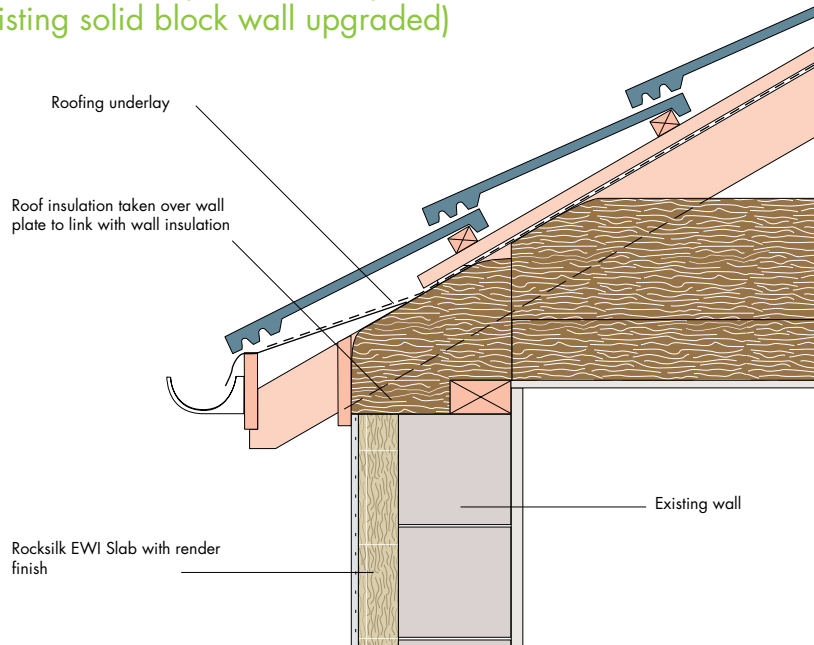 isting solid block wall upgraded)
Roofing underlay
Roof insulation taken over wall
plate to link with wall insulation
Existing wall
Rocksilk EWI Slab with render
finish